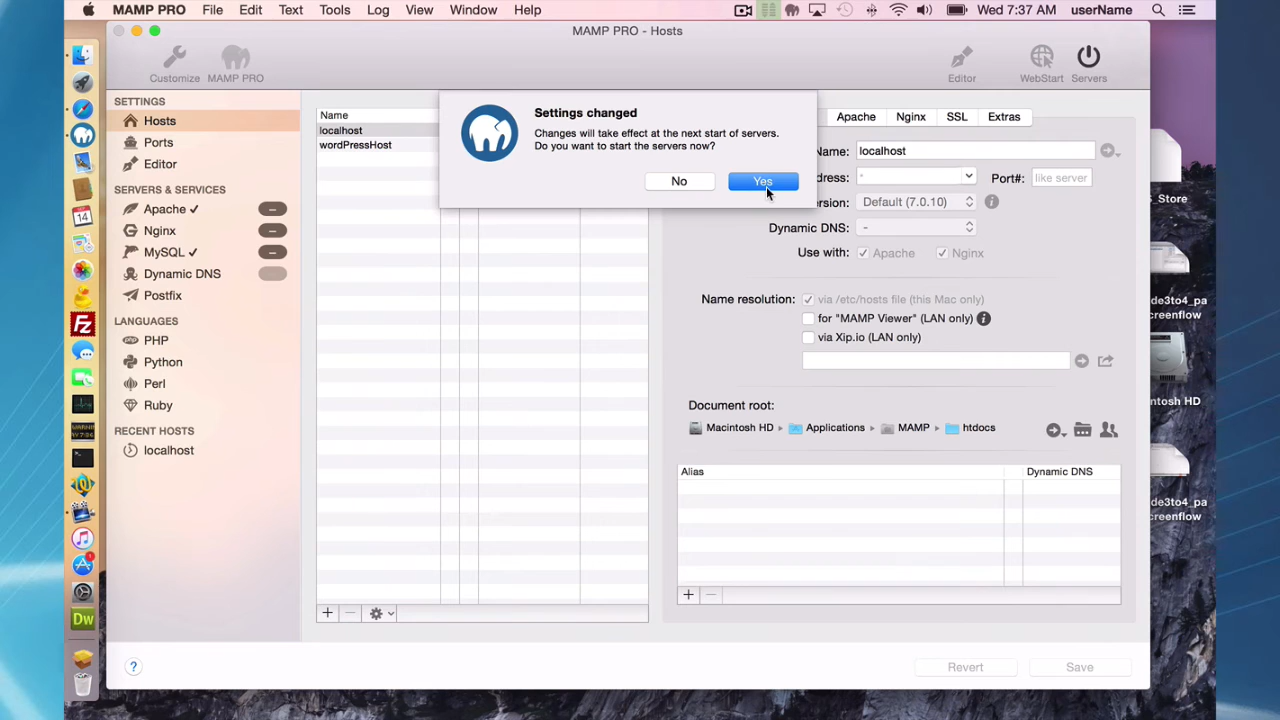 MAMP PRO File Edit Text Tools Log View Window Help
Wed 7:37 AM userName
MAMP PRO - Hosts
Customize MAMP PRO
Editor WebStart Servers
SETTINGS
Hosts
Ports
Editor
SERVERS & SERVICES
Apache ✓
Nginx
MySQL ✓
Dynamic DNS
Postfix
LANGUAGES
PHP
Python
Perl
Ruby
RECENT HOSTS
localhost
Name
localhost
wordPressHost
Settings changed
Changes will take effect at the next start of servers.
Do you want to start the servers now?
No Yes
Apache Nginx SSL Extras
Name: localhost
Port#: like server
Default (7.0.10)
Dynamic DNS: -
Use with: Apache Nginx
Name resolution: via /etc/hosts file (this Mac only)
for "MAMP Viewer" (LAN only)
via Xip.io (LAN only)
Document root:
Macintosh HD Applications MAMP htdocs
Alias Dynamic DNS
Revert Save
14
Fz
Dw
1
?